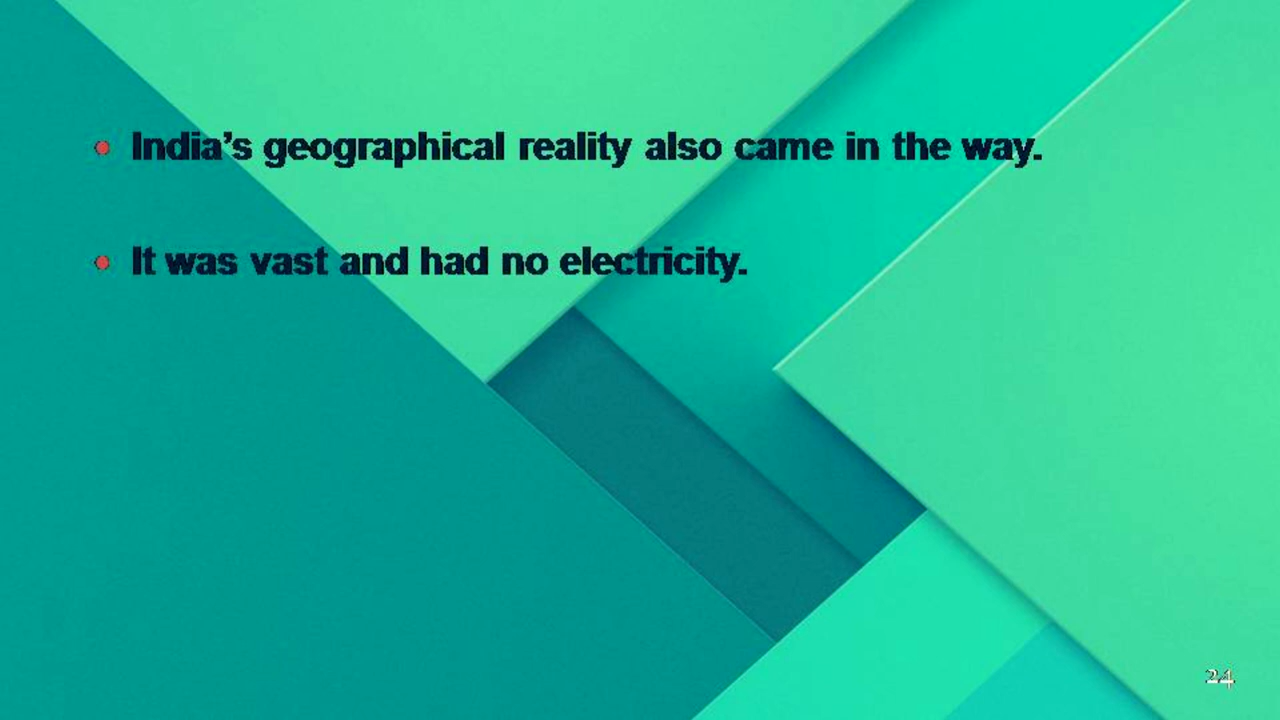 • India’s geographical reality also came in the way.
• It was vast and had no electricity.
24